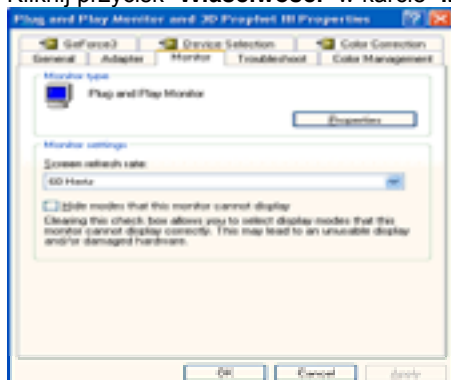 Kliknij przycisk "Właściwości" w karcie
Plug and Play Monitor and 3D Prophet III Properties
GeForce3 Device Selection Color Correction
General Adapter Monitor Troubleshoot Color Management
Monitor type
Plug and Play Monitor
Properties
Monitor settings
Screen refresh rate:
60 Hertz
Hide modes that this monitor cannot display
Clearing this check box allows you to select display modes that this
monitor cannot display correctly. This may lead to an unusable display
and/or damaged hardware.
OK Cancel Apply